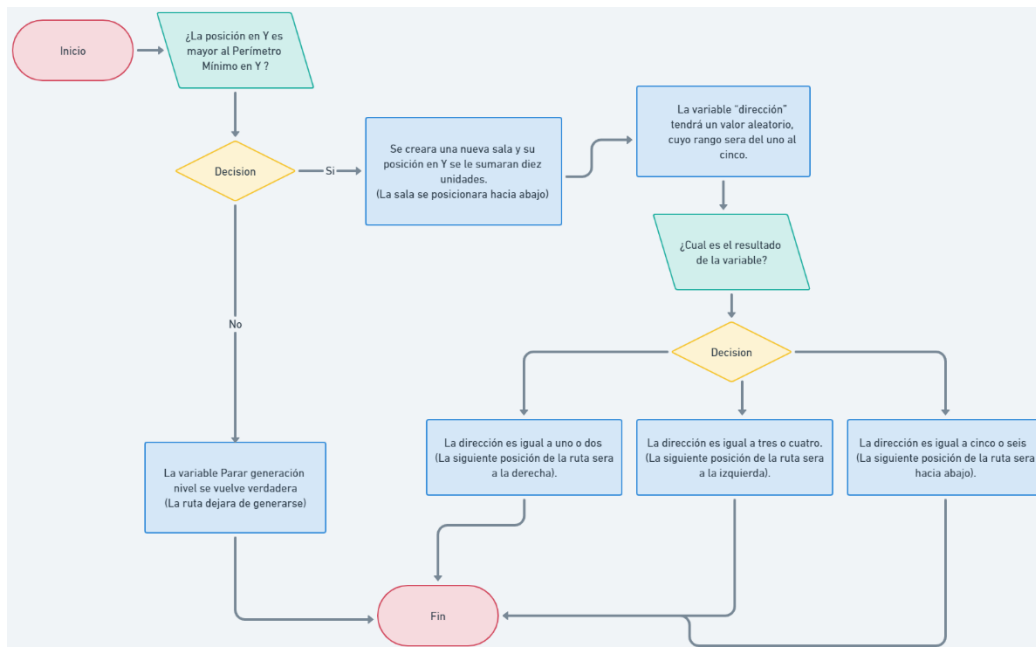 Inicio
¿La posición en Y es
mayor al Perímetro
Mínimo en Y ?
Decision
Si
Se creara una nueva sala y su
posición en Y se le sumaran diez
unidades.
(La sala se posicionara hacia abajo)
La variable "dirección"
tendrá un valor aleatorio,
cuyo rango sera del uno al
cinco.
¿Cual es el resultado
de la variable?
Decision
No
La variable Parar generación
nivel se vuelve verdadera
(La ruta dejara de generarse)
La dirección es igual a uno o dos
(La siguiente posición de la ruta sera
a la derecha).
La dirección es igual a tres o cuatro.
(La siguiente posición de la ruta sera
a la izquierda).
La dirección es igual a cinco o seis
(La siguiente posición de la ruta sera
hacia abajo).
Fin